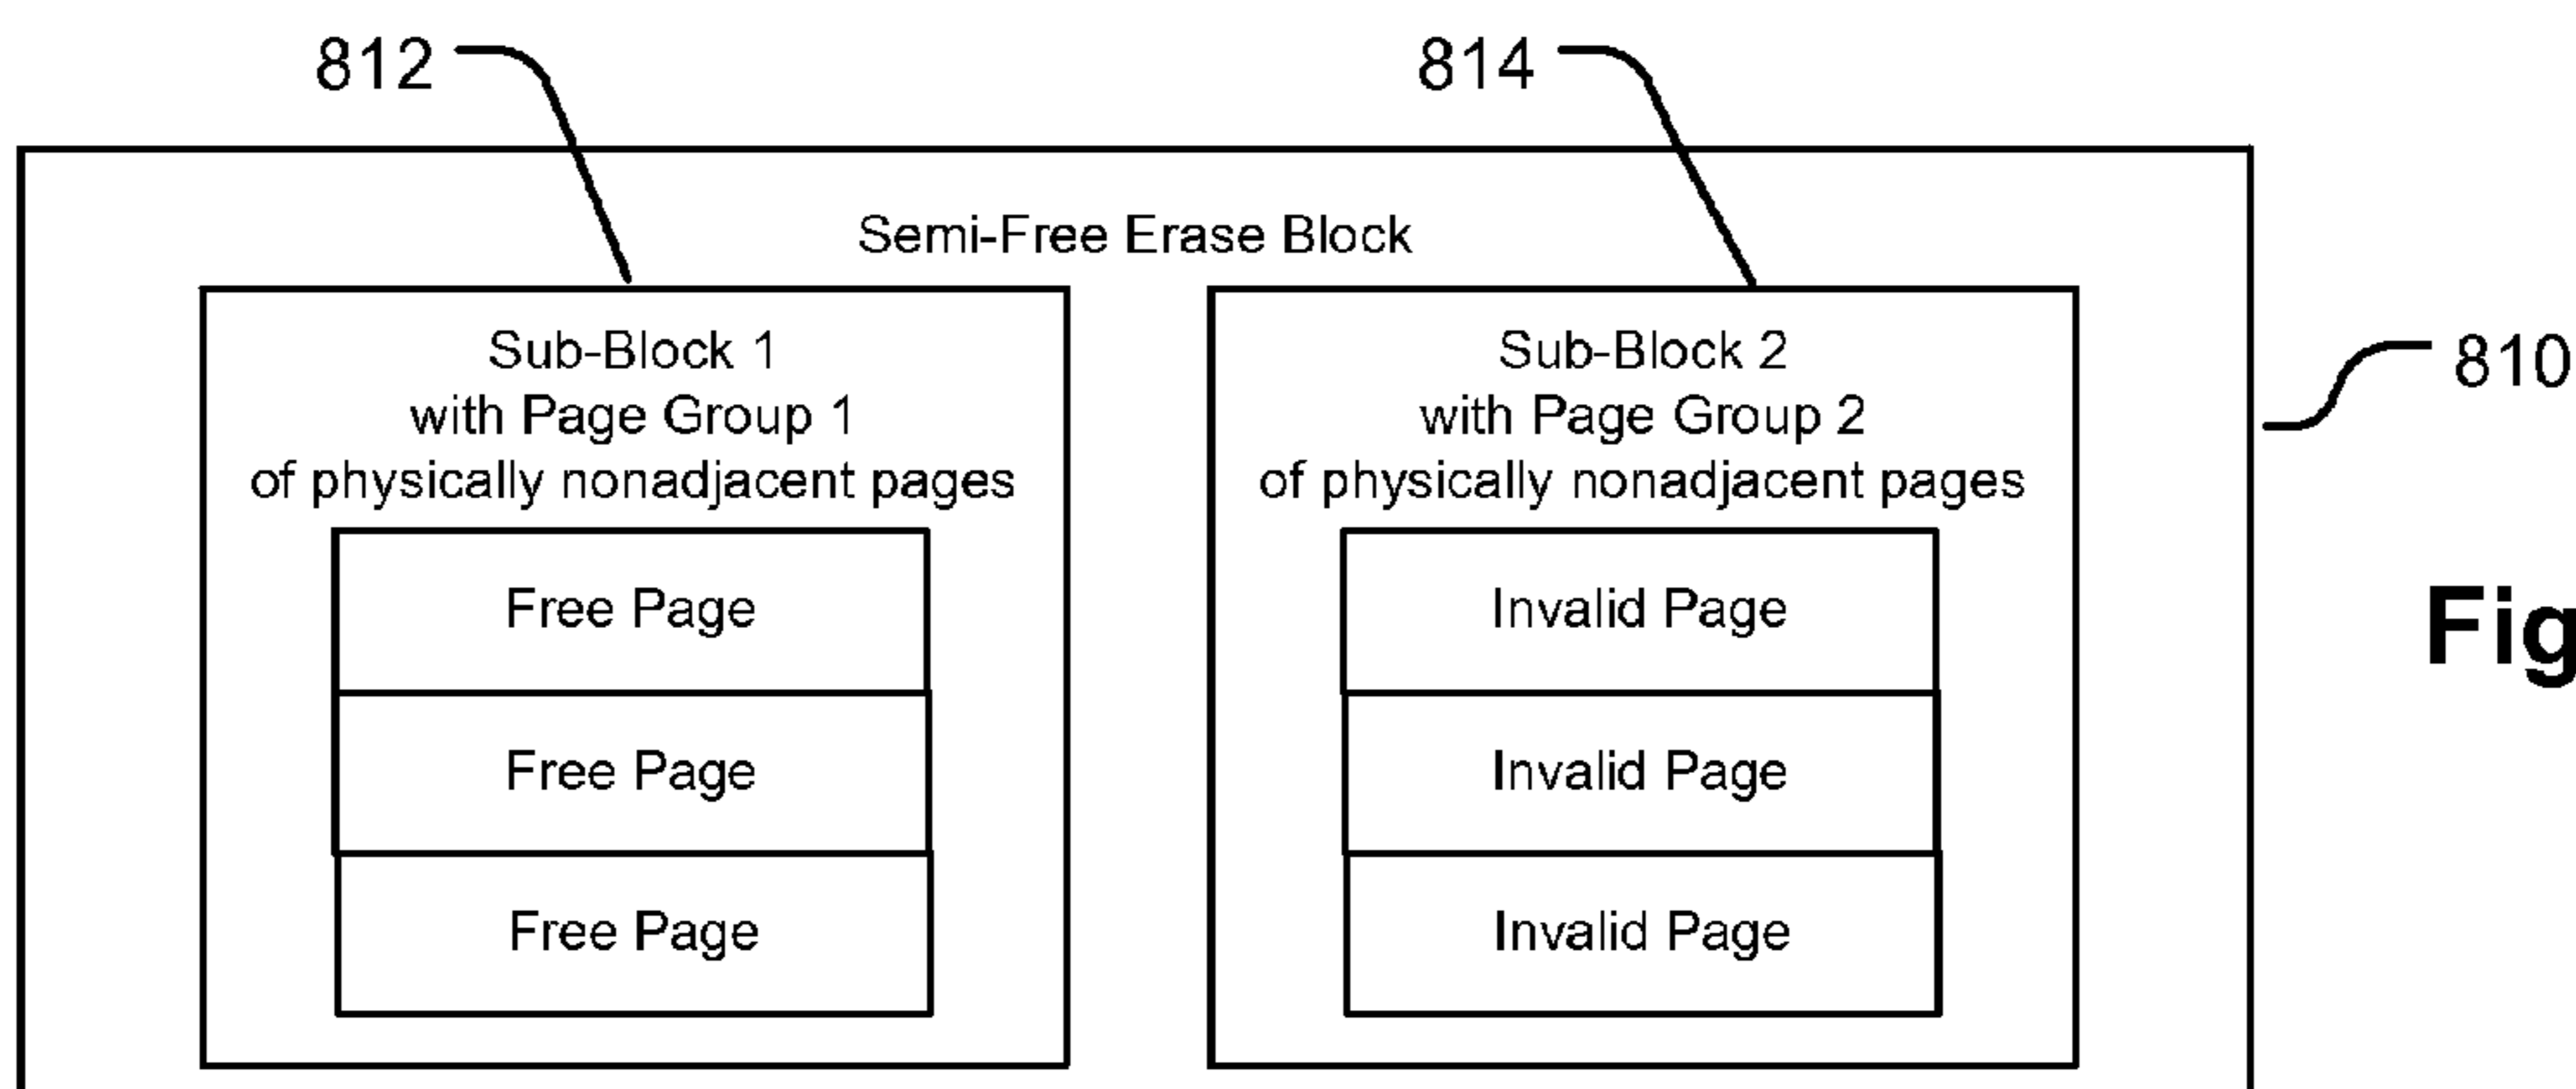 812
814
Semi-Free Erase Block
Sub-Block 1
with Page Group 1
of physically nonadjacent pages
Free Page
Free Page
Free Page
Sub-Block 2
with Page Group 2
of physically nonadjacent pages
Invalid Page
Invalid Page
Invalid Page
810
Fig